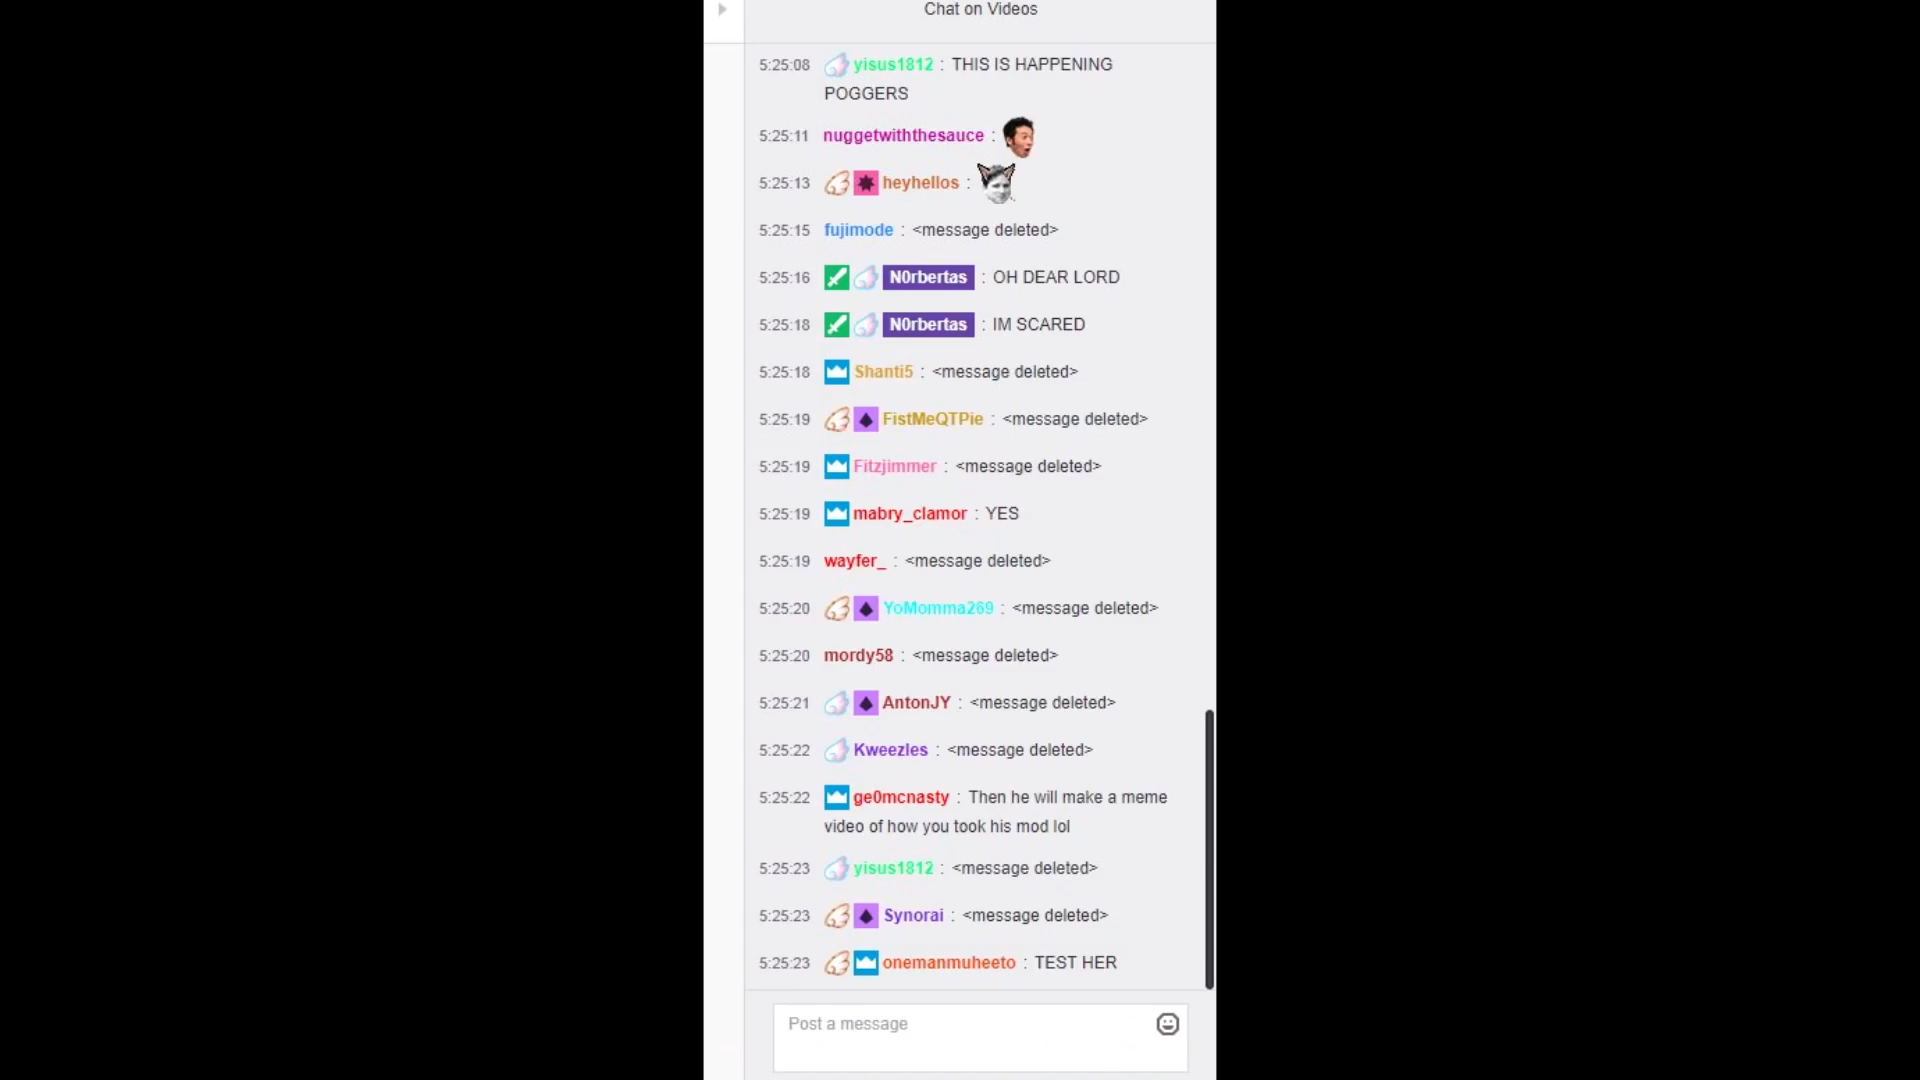 Chat on Videos
5:25:08 yisus1812 : THIS IS HAPPENING
POGGERS
5:25:11 nuggetwiththesauce :
5:25:13 heyhellos :
5:25:15 fujimode : <message deleted>
5:25:16 N0rbertas : OH DEAR LORD
5:25:18 N0rbertas : IM SCARED
5:25:18 Shanti5 : <message deleted>
5:25:19 FistMeQTPie : <message deleted>
5:25:19 Fitzjimmer : <message deleted>
5:25:19 mabry_clamor : YES
5:25:19 wayfer_ : <message deleted>
5:25:20 YoMomma269 : <message deleted>
5:25:20 mordy58 : <message deleted>
5:25:21 AntonJY : <message deleted>
5:25:22 Kweezles : <message deleted>
5:25:22 ge0mcnasty : Then he will make a meme
video of how you took his mod lol
5:25:23 yisus1812 : <message deleted>
5:25:23 Synorai : <message deleted>
5:25:23 onemanmuheeto : TEST HER
Post a message